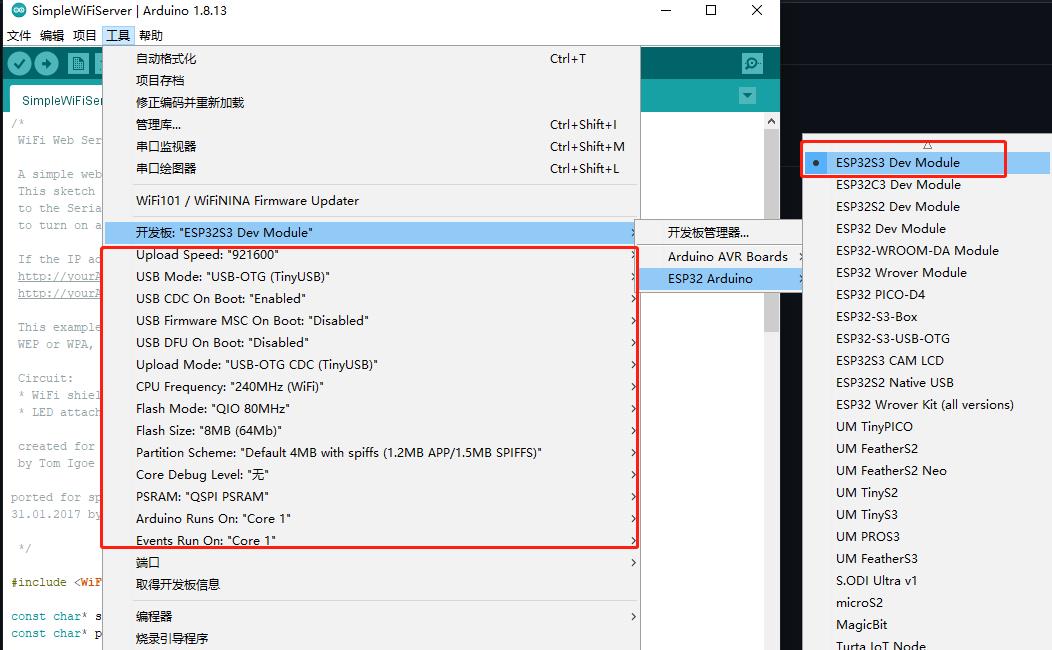 SimpleWiFiServer | Arduino 1.8.13
文件 编辑 项目 工具 帮助
SimpleWiFiSer
/*
WiFi Web Ser
A simple web
This sketch
to the Seria
to turn on a
If the IP ad
http://yourA
http://yourA
This example
WEP or WPA,
Circuit:
* WiFi shiel
* LED attach
created for
by Tom Igoe
ported for sp
31.01.2017 by
*/
#include <WiF
const char* s
const char* p
自动格式化 Ctrl+T
项目存档
修正编码并重新加载
管理库... Ctrl+Shift+I
串口监视器 Ctrl+Shift+M
串口绘图器 Ctrl+Shift+L
WiFi101 / WiFiNINA Firmware Updater
开发板: "ESP32S3 Dev Module"
Upload Speed: "921600"
USB Mode: "USB-OTG (TinyUSB)"
USB CDC On Boot: "Enabled"
USB Firmware MSC On Boot: "Disabled"
USB DFU On Boot: "Disabled"
Upload Mode: "USB-OTG CDC (TinyUSB)"
CPU Frequency: "240MHz (WiFi)"
Flash Mode: "QIO 80MHz"
Flash Size: "8MB (64Mb)"
Partition Scheme: "Default 4MB with spiffs (1.2MB APP/1.5MB SPIFFS)"
Core Debug Level: "无"
PSRAM: "QSPI PSRAM"
Arduino Runs On: "Core 1"
Events Run On: "Core 1"
端口
取得开发板信息
编程器
烧录引导程序
开发板管理器...
Arduino AVR Boards
ESP32 Arduino
ESP32S3 Dev Module
ESP32C3 Dev Module
ESP32S2 Dev Module
ESP32 Dev Module
ESP32-WROOM-DA Module
ESP32 Wrover Module
ESP32 PICO-D4
ESP32-S3-Box
ESP32-S3-USB-OTG
ESP32S3 CAM LCD
ESP32S2 Native USB
ESP32 Wrover Kit (all versions)
UM TinyPICO
UM FeatherS2
UM FeatherS2 Neo
UM TinyS2
UM TinyS3
UM PROS3
UM FeatherS3
S.ODI Ultra v1
microS2
MagicBit
Turta IoT Node